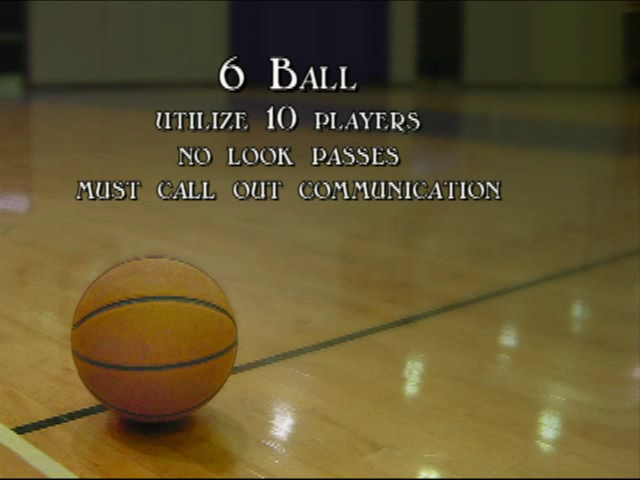 6 Ball
utilize 10 players
no look passes
must call out communication